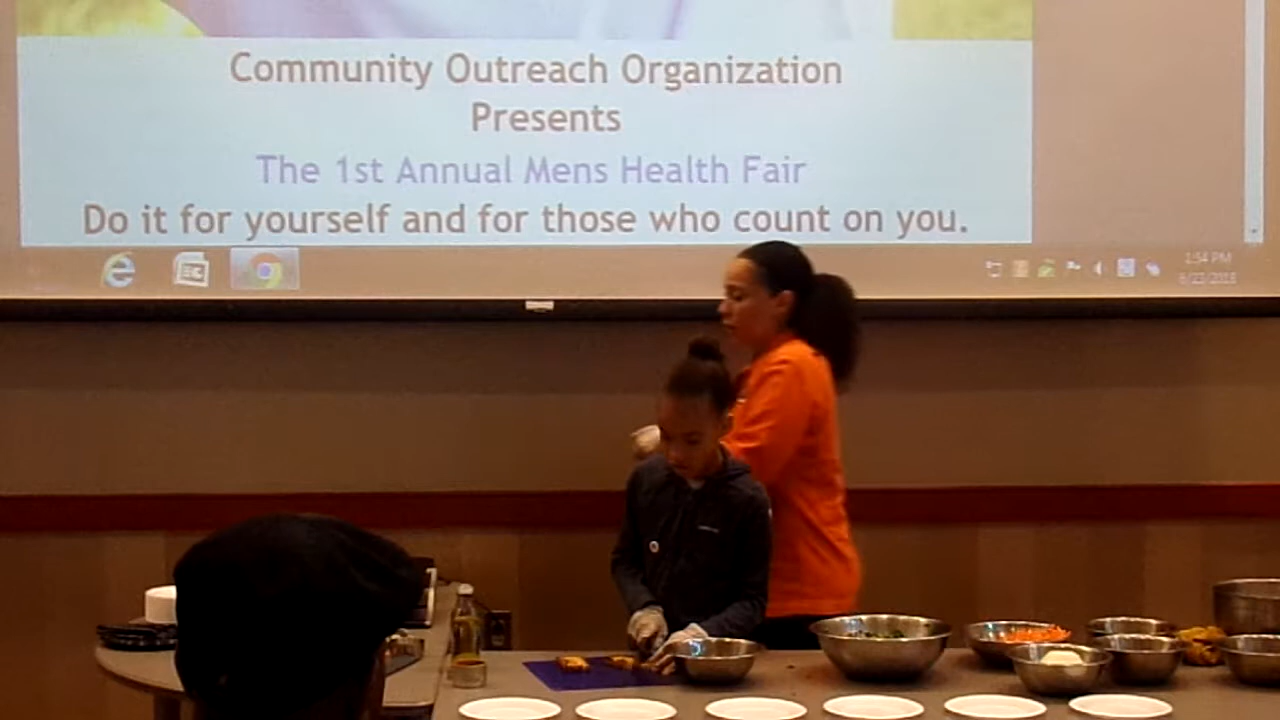 Community Outreach Organization
Presents
The 1st Annual Mens Health Fair
Do it for yourself and for those who count on you.